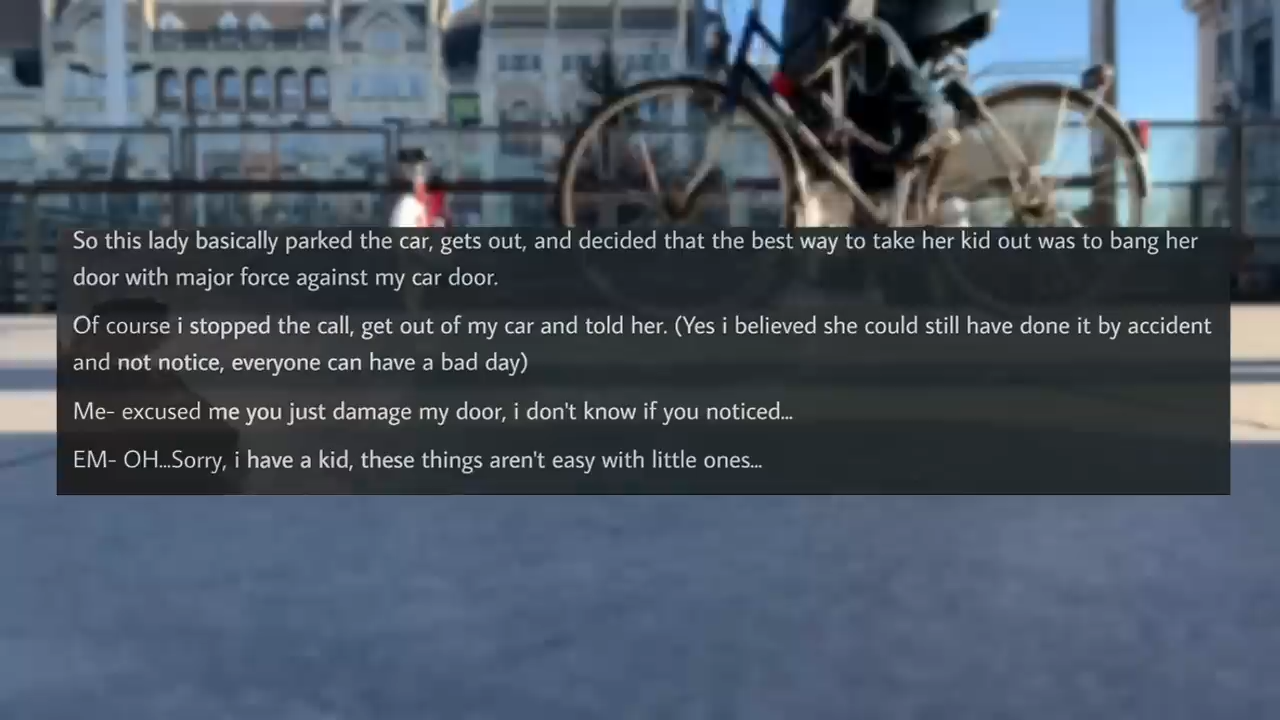 So this lady basically parked the car, gets out, and decided that the best way to take her kid out was to bang her
door with major force against my car door.
Of course i stopped the call, get out of my car and told her. (Yes i believed she could still have done it by accident
and not notice, everyone can have a bad day)
Me- excused me you just damage my door, i don't know if you noticed...
EM- OH...Sorry, i have a kid, these things aren't easy with little ones...